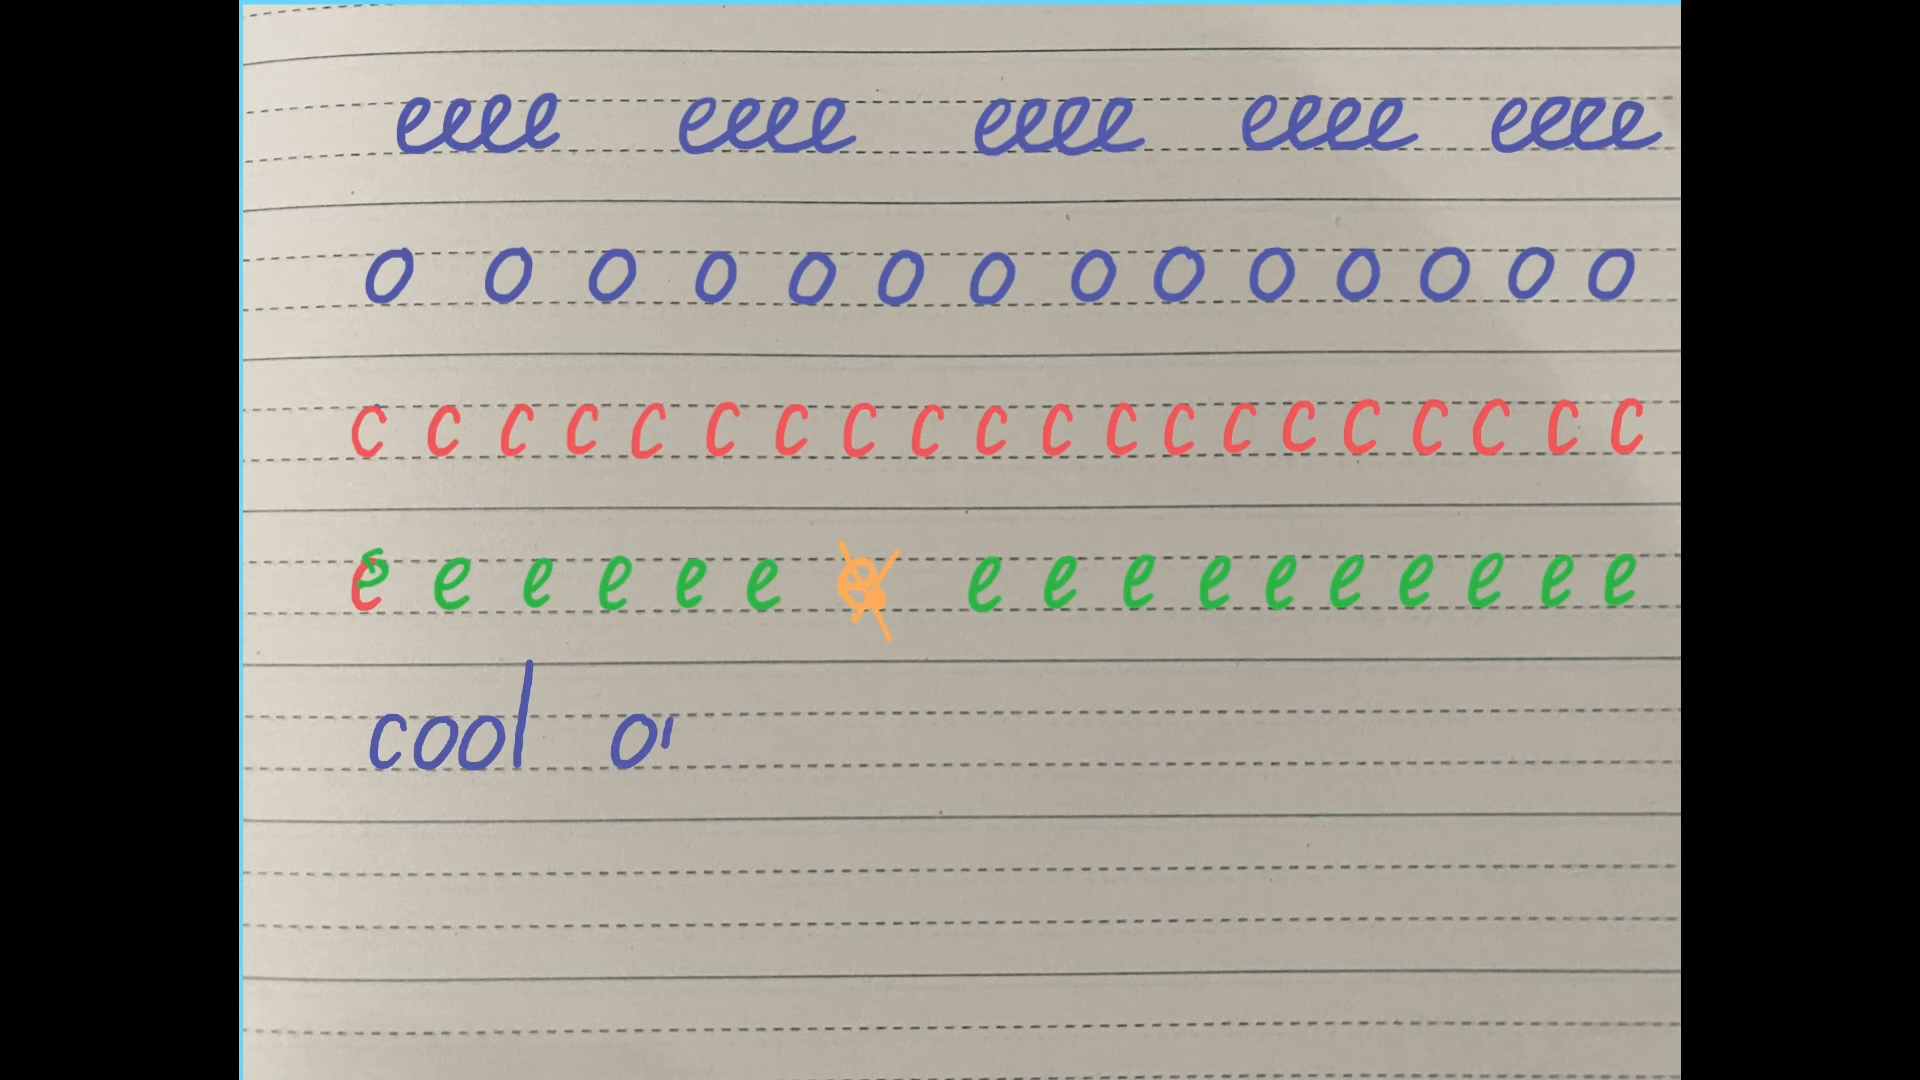 eeee eeee eeee eeee eeee
o o o o o o o o o o o o o o
c c c c c c c c c c c c c c c c c c c c
e e e e e e e e e e e e e e e e
cool